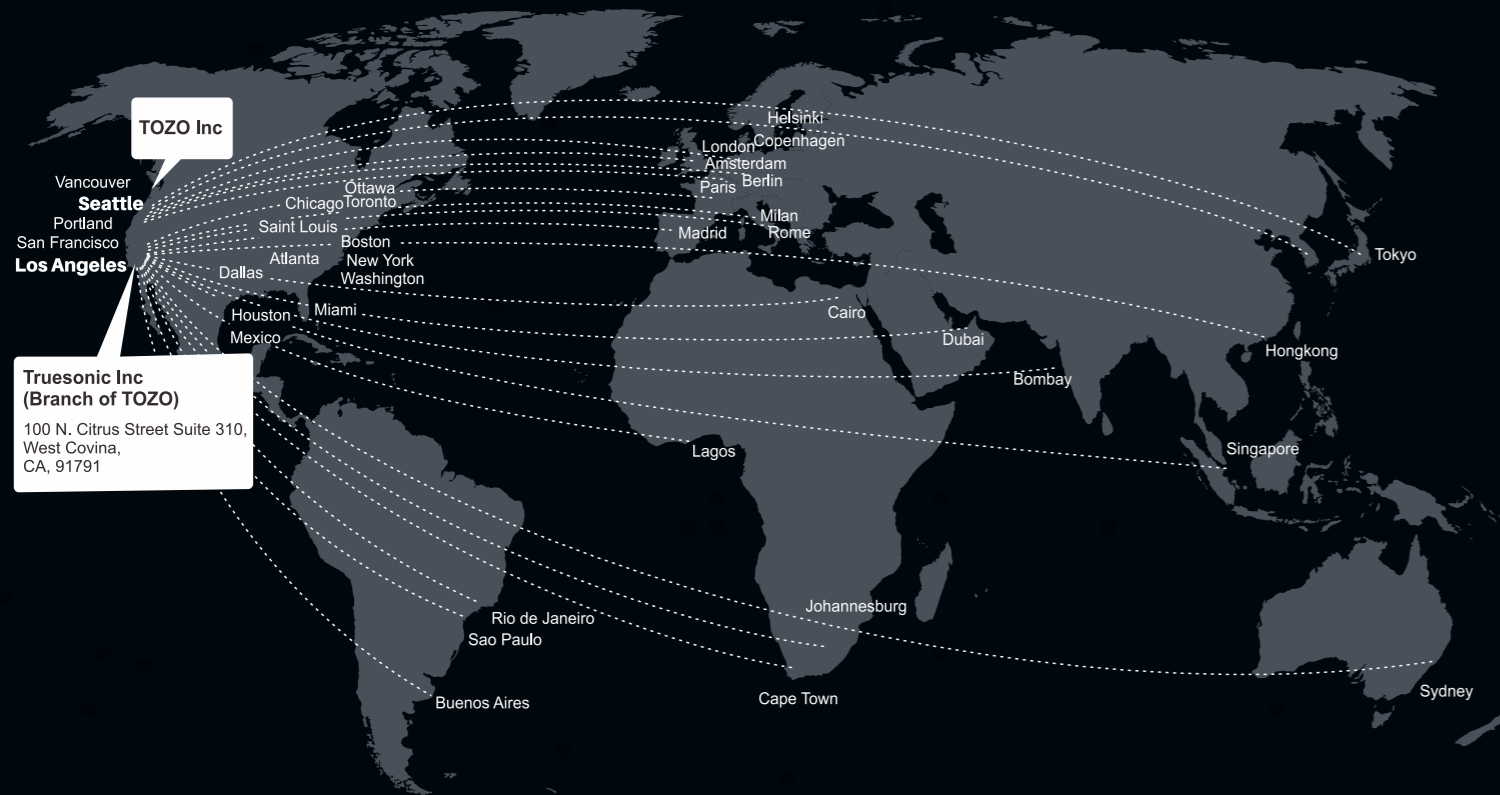 TOZO Inc
Vancouver
Seattle
Portland
San Francisco
Los Angeles
Truesonic Inc
(Branch of TOZO)
100 N. Citrus Street Suite 310,
West Covina,
CA, 91791
Ottawa
Chicago
Toronto
Saint Louis
Boston
Atlanta
New York
Dallas
Washington
Miami
Houston
Mexico
Helsinki
Copenhagen
London
Amsterdam
Berlin
Paris
Milan
Madrid
Rome
Tokyo
Cairo
Dubai
Hongkong
Bombay
Lagos
Singapore
Johannesburg
Rio de Janeiro
Sao Paulo
Buenos Aires
Cape Town
Sydney